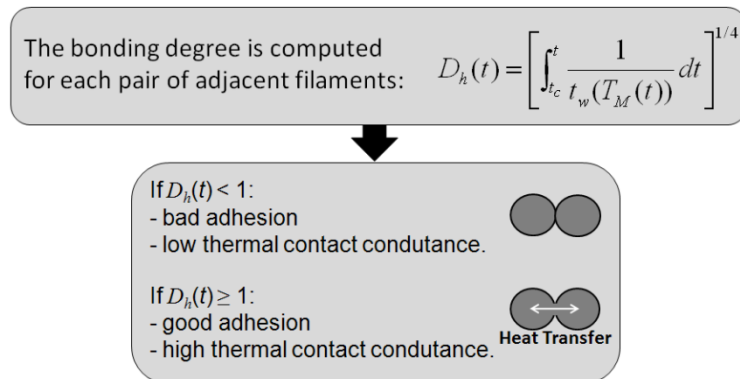 The bonding degree is computed
for each pair of adjacent filaments: D_h(t) = [ ∫_{t_c}^{t} 1 / t_w(T_M(t)) dt ]^{1/4}
If D_h(t) < 1:
- bad adhesion
- low thermal contact condutance.
If D_h(t) ≥ 1:
- good adhesion
- high thermal contact condutance.
Heat Transfer